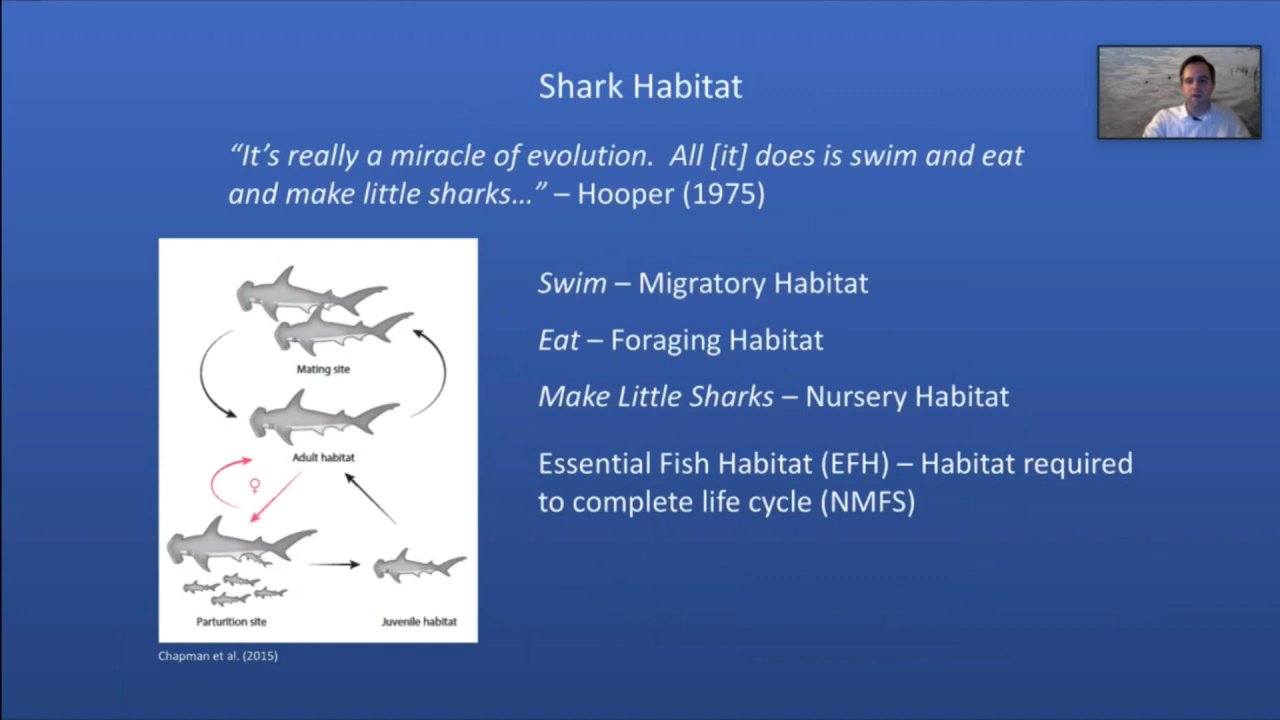 Shark Habitat
“It’s really a miracle of evolution.  All [it] does is swim and eat
and make little sharks…” – Hooper (1975)
Swim – Migratory Habitat
Eat – Foraging Habitat
Make Little Sharks – Nursery Habitat
Essential Fish Habitat (EFH) – Habitat required
to complete life cycle (NMFS)
Mating site
Adult habitat
♀
Parturition site
Juvenile habitat
Chapman et al. (2015)